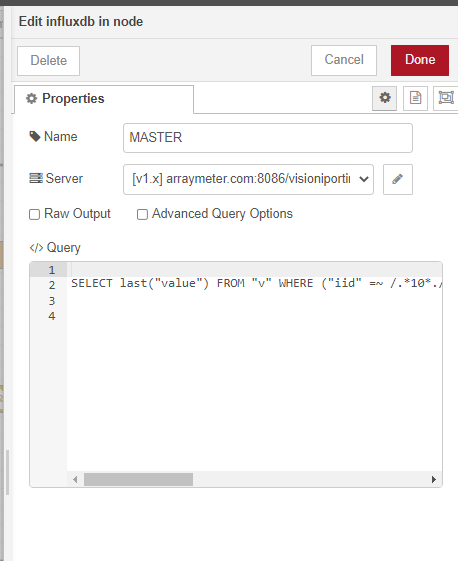 Edit influxdb in node
Delete
Cancel
Done
Properties
Name
MASTER
Server
[v1.x] arraymeter.com:8086/visioniporti
Raw Output
Advanced Query Options
</> Query
1
2 SELECT last("value") FROM "v" WHERE ("iid" =~ /.*10*./
3
4